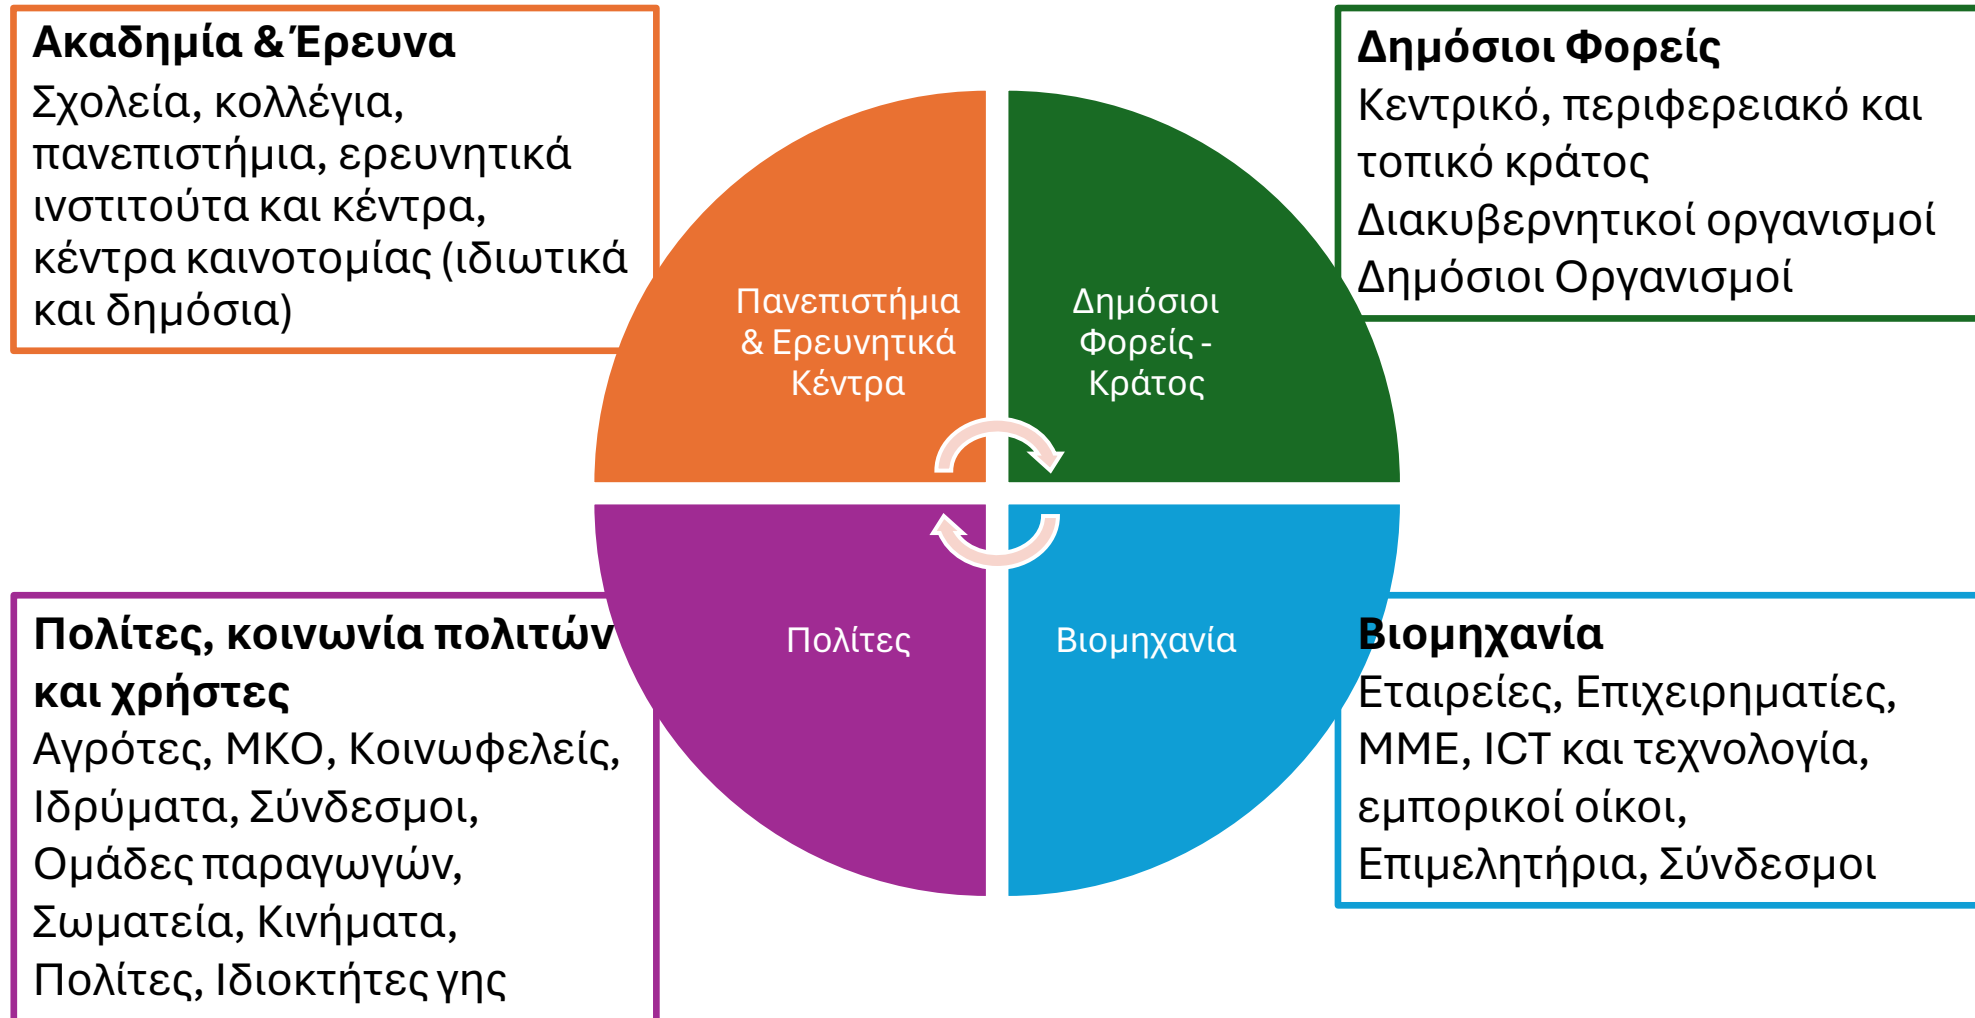 Ακαδημία & Έρευνα
Σχολεία, κολλέγια,
πανεπιστήμια, ερευνητικά
ινστιτούτα και κέντρα,
κέντρα καινοτομίας (ιδιωτικά
και δημόσια)
Δημόσιοι Φορείς
Κεντρικό, περιφερειακό και
τοπικό κράτος
Διακυβερνητικοί οργανισμοί
Δημόσιοι Οργανισμοί
Πανεπιστήμια
& Ερευνητικά
Κέντρα
Δημόσιοι
Φορείς -
Κράτος
Πολίτες
Βιομηχανία
Πολίτες, κοινωνία πολιτών
και χρήστες
Αγρότες, ΜΚΟ, Κοινωφελείς,
Ιδρύματα, Σύνδεσμοι,
Ομάδες παραγωγών,
Σωματεία, Κινήματα,
Πολίτες, Ιδιοκτήτες γης
Βιομηχανία
Εταιρείες, Επιχειρηματίες,
ΜΜΕ, ICT και τεχνολογία,
εμπορικοί οίκοι,
Επιμελητήρια, Σύνδεσμοι